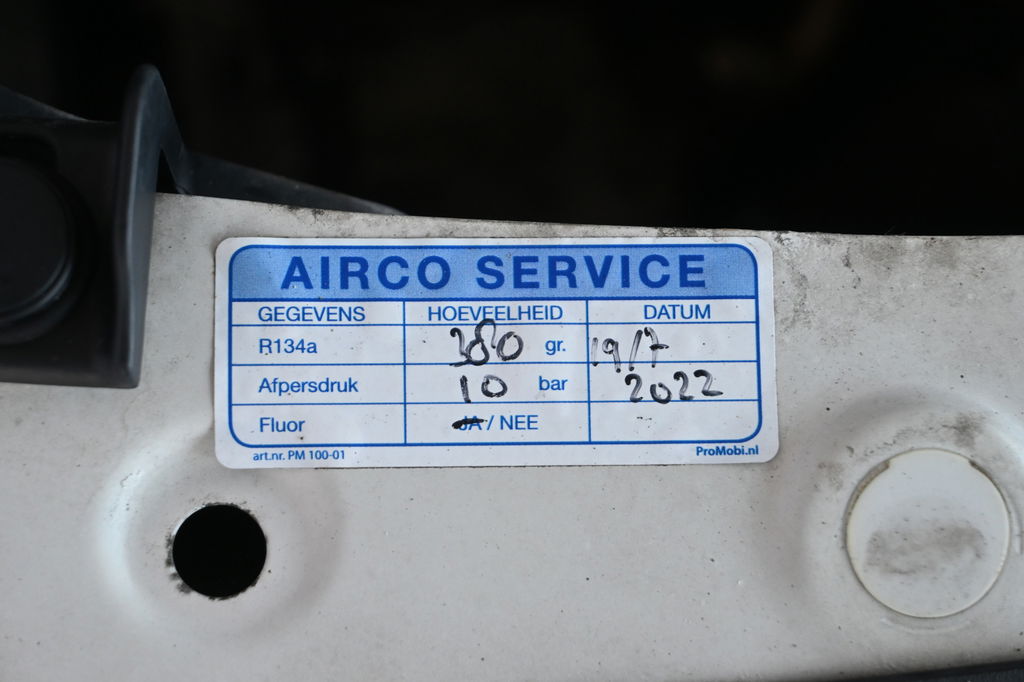 AIRCO SERVICE
GEGEVENS HOEVEELHEID DATUM
R134a 380 gr. 19/7
Afpersdruk 10 bar 2022
Fluor JA / NEE
art.nr. PM 100-01 ProMobi.nl